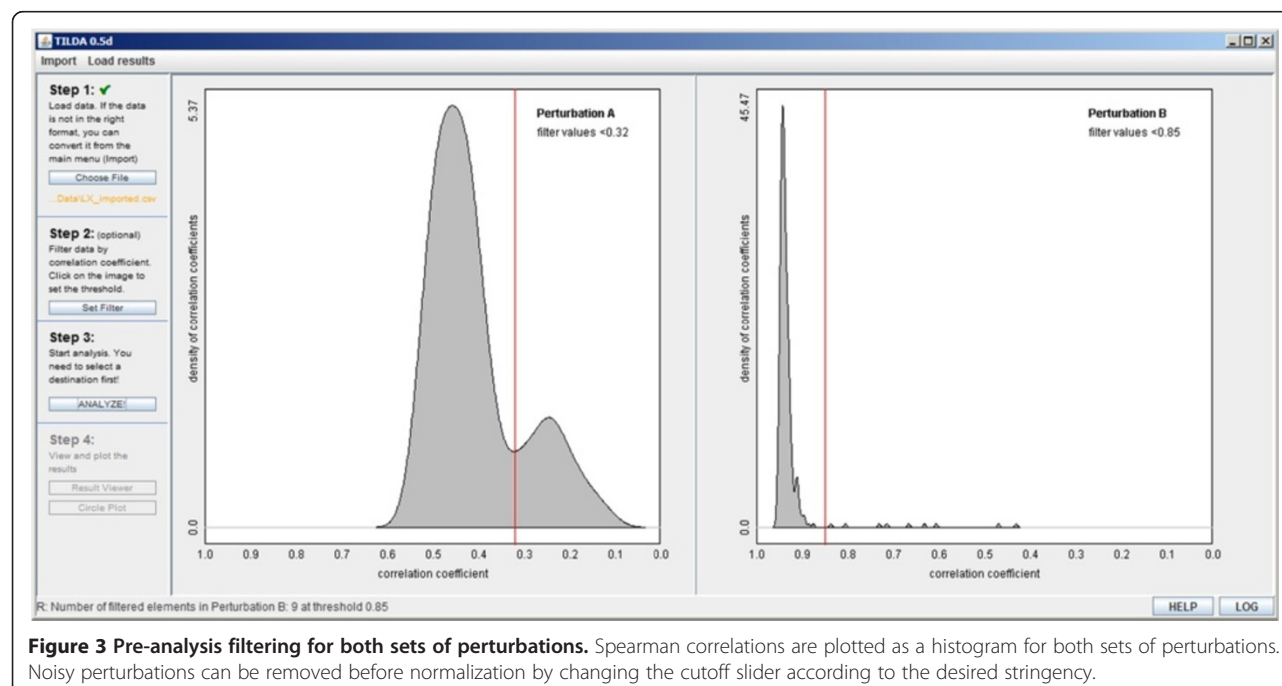 TILDA 0.5d
Import Load results
Step 1: ✔
Load data. If the data
is not in the right
format, you can
convert it from the
main menu (Import)
Choose File
...Data\LX_imported.csv
Step 2: (optional)
Filter data by
correlation coefficient.
Click on the image to
set the threshold.
Set Filter
Step 3:
Start analysis. You
need to select a
destination first!
ANALYZE!
Step 4:
View and plot the
results
Result Viewer
Circle Plot
5.37
density of correlation coefficients
0.0
Perturbation A
filter values <0.32
1.0 0.9 0.8 0.7 0.6 0.5 0.4 0.3 0.2 0.1 0.0
correlation coefficient
45.47
density of correlation coefficients
0.0
Perturbation B
filter values <0.85
1.0 0.9 0.8 0.7 0.6 0.5 0.4 0.3 0.2 0.1 0.0
correlation coefficient
R: Number of filtered elements in Perturbation B: 9 at threshold 0.85
HELP LOG
Figure 3 Pre-analysis filtering for both sets of perturbations. Spearman correlations are plotted as a histogram for both sets of perturbations.
Noisy perturbations can be removed before normalization by changing the cutoff slider according to the desired stringency.